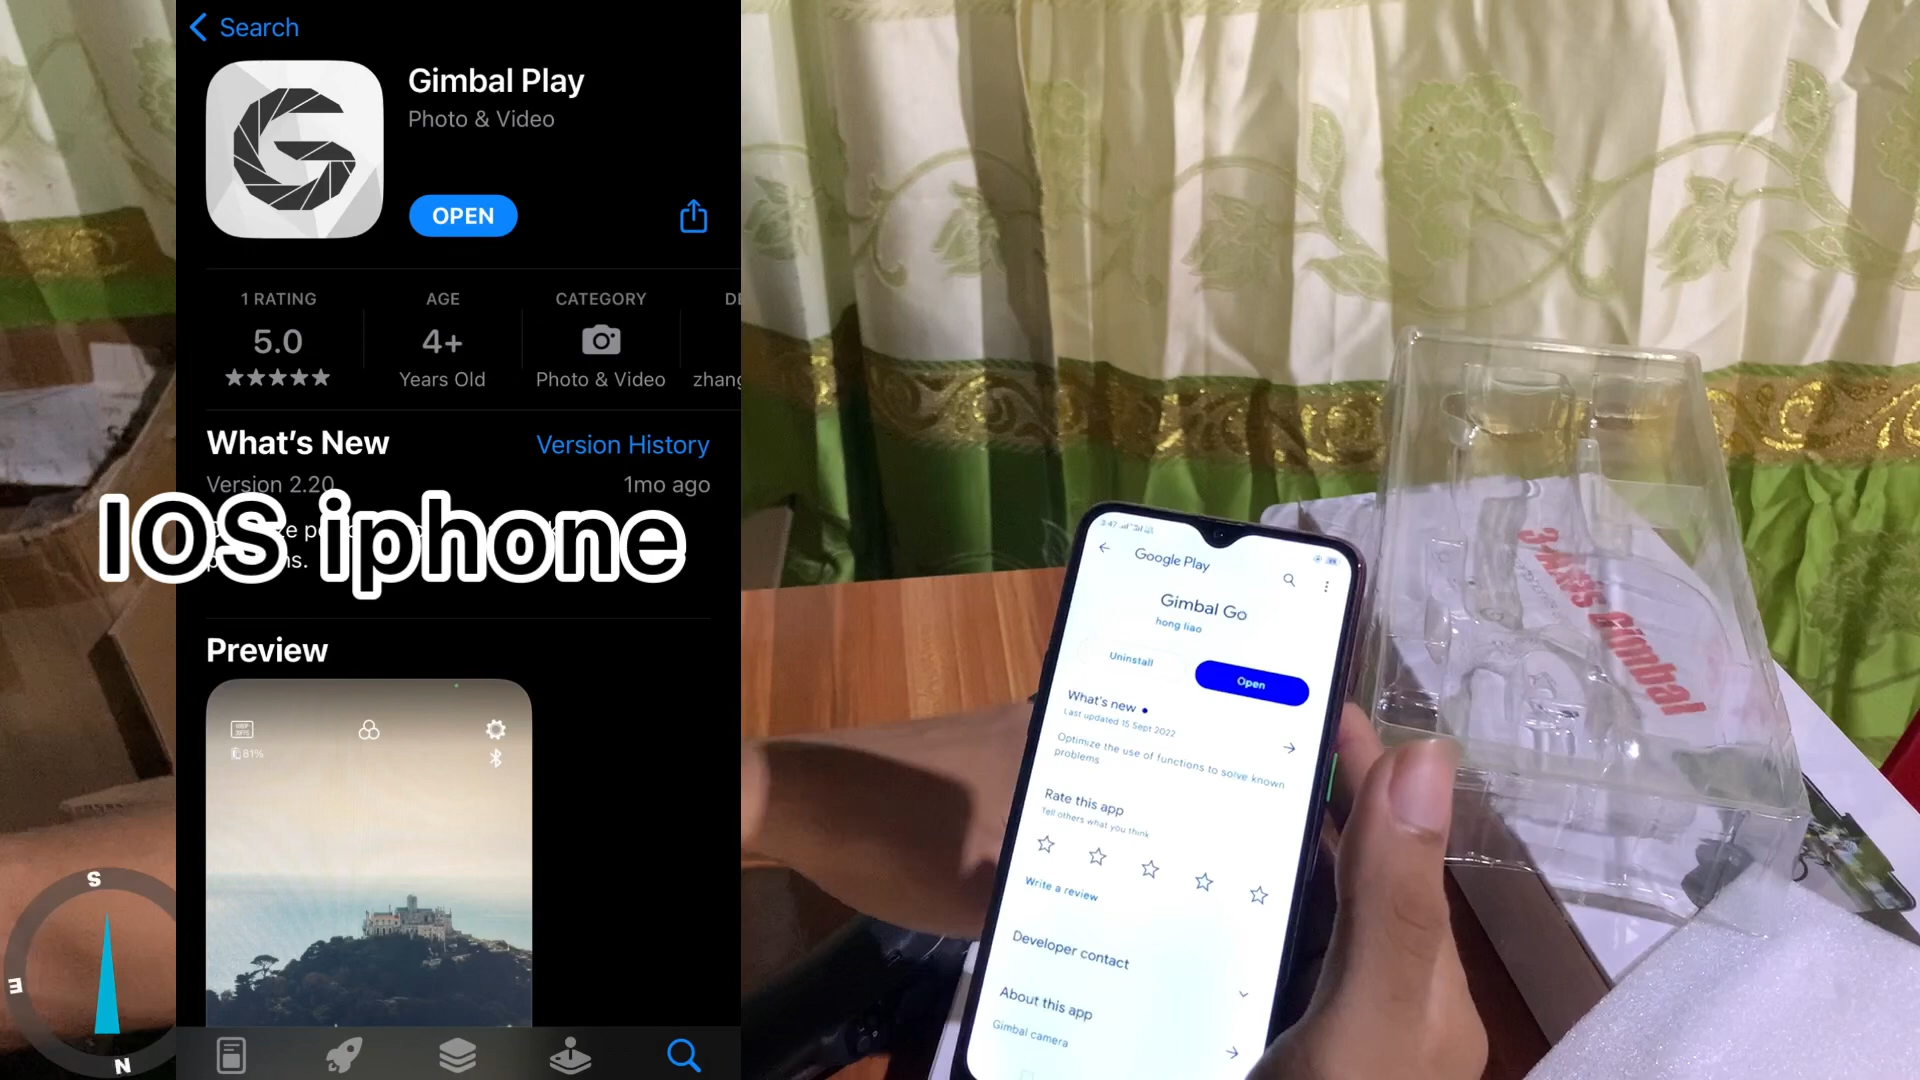 Search
Gimbal Play
Photo & Video
OPEN
1 RATING
5.0
AGE
4+
Years Old
CATEGORY
Photo & Video
What's New
Version History
Version 2.20
1mo ago
IOS iphone
Preview
81%
S
E
N
3:47
Google Play
Gimbal Go
hong liao
Uninstall
Open
What's new
Last updated 15 Sept 2022
Optimize the use of functions to solve known
problems
Rate this app
Tell others what you think
Write a review
Developer contact
About this app
Gimbal camera
3-Axis Gimbal